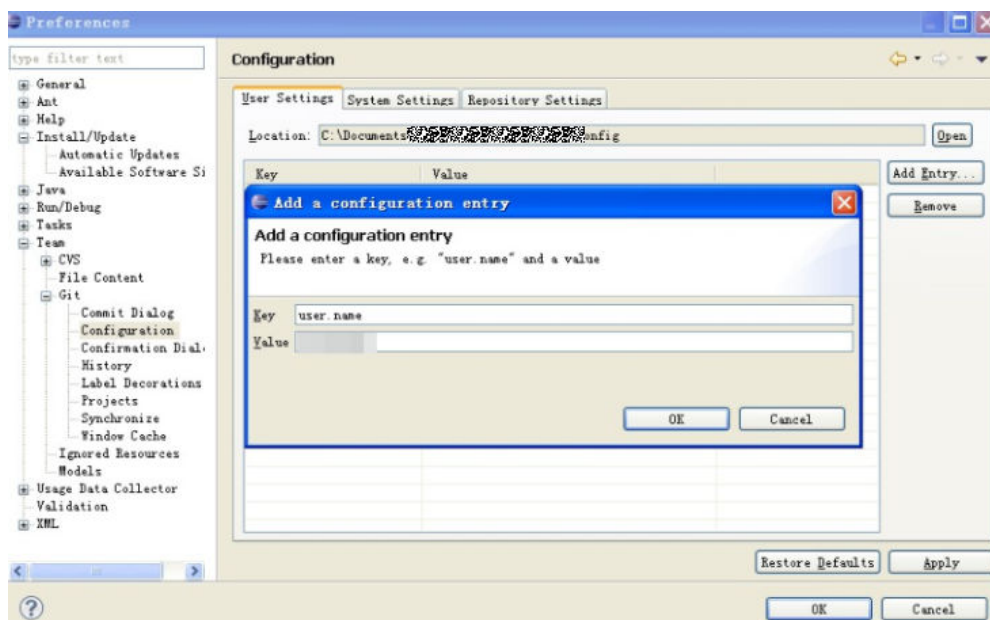 Preferences
type filter text
General
Ant
Help
Install/Update
Automatic Updates
Available Software Si
Java
Run/Debug
Tasks
Team
CVS
File Content
Git
Commit Dialog
Configuration
Confirmation Dial
History
Label Decorations
Projects
Synchronize
Window Cache
Ignored Resources
Models
Usage Data Collector
Validation
XML
Configuration
User Settings System Settings Repository Settings
Location: C:\Documents onfig Open
Key Value Add Entry...
Remove
Add a configuration entry
Add a configuration entry
Please enter a key, e.g. "user.name" and a value
Key user.name
Value
OK Cancel
Restore Defaults Apply
OK Cancel